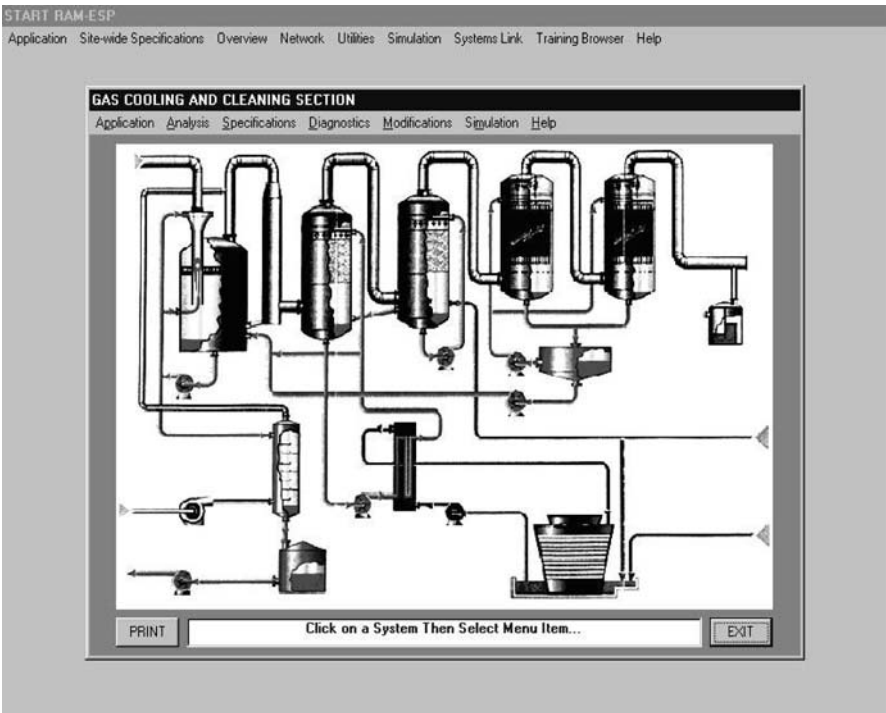 START RAM-ESP
Application Site-wide Specifications Overview Network Utilities Simulation Systems Link Training Browser Help
GAS COOLING AND CLEANING SECTION
Application Analysis Specifications Diagnostics Modifications Simulation Help
PRINT Click on a System Then Select Menu Item... EXIT